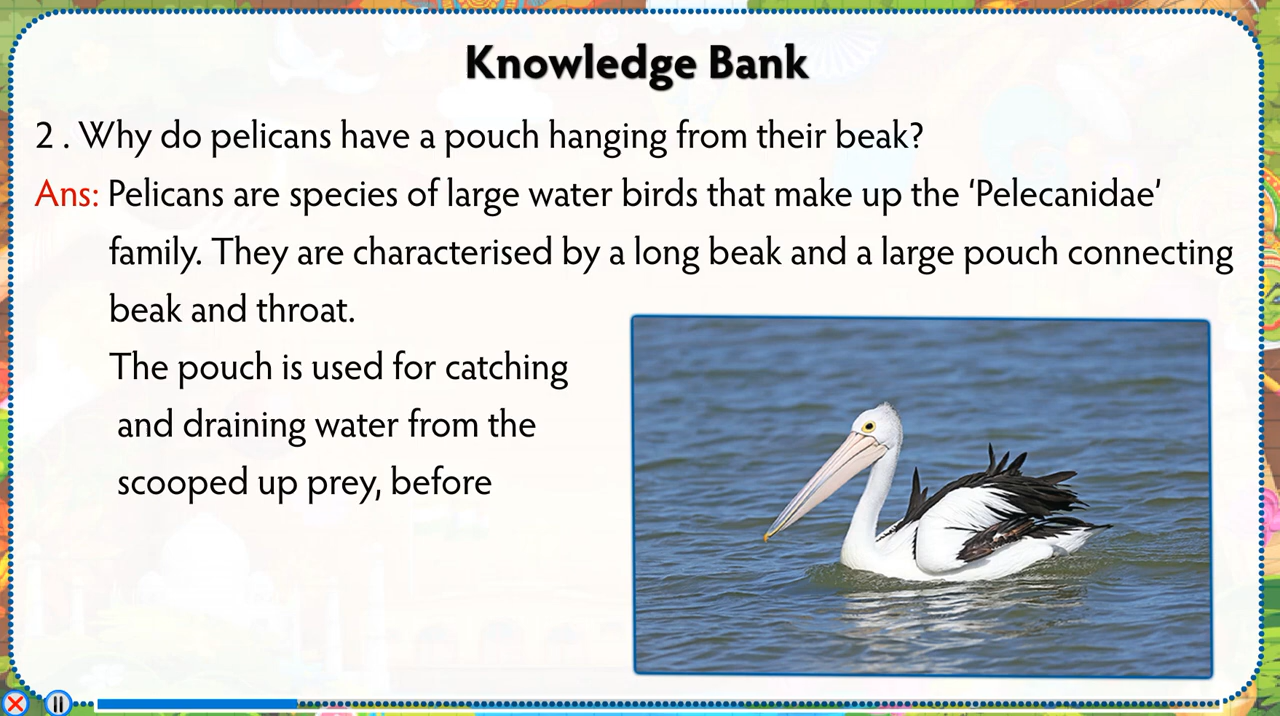 Knowledge Bank
2 . Why do pelicans have a pouch hanging from their beak?
Ans: Pelicans are species of large water birds that make up the ‘Pelecanidae’
family. They are characterised by a long beak and a large pouch connecting
beak and throat.
The pouch is used for catching
and draining water from the
scooped up prey, before